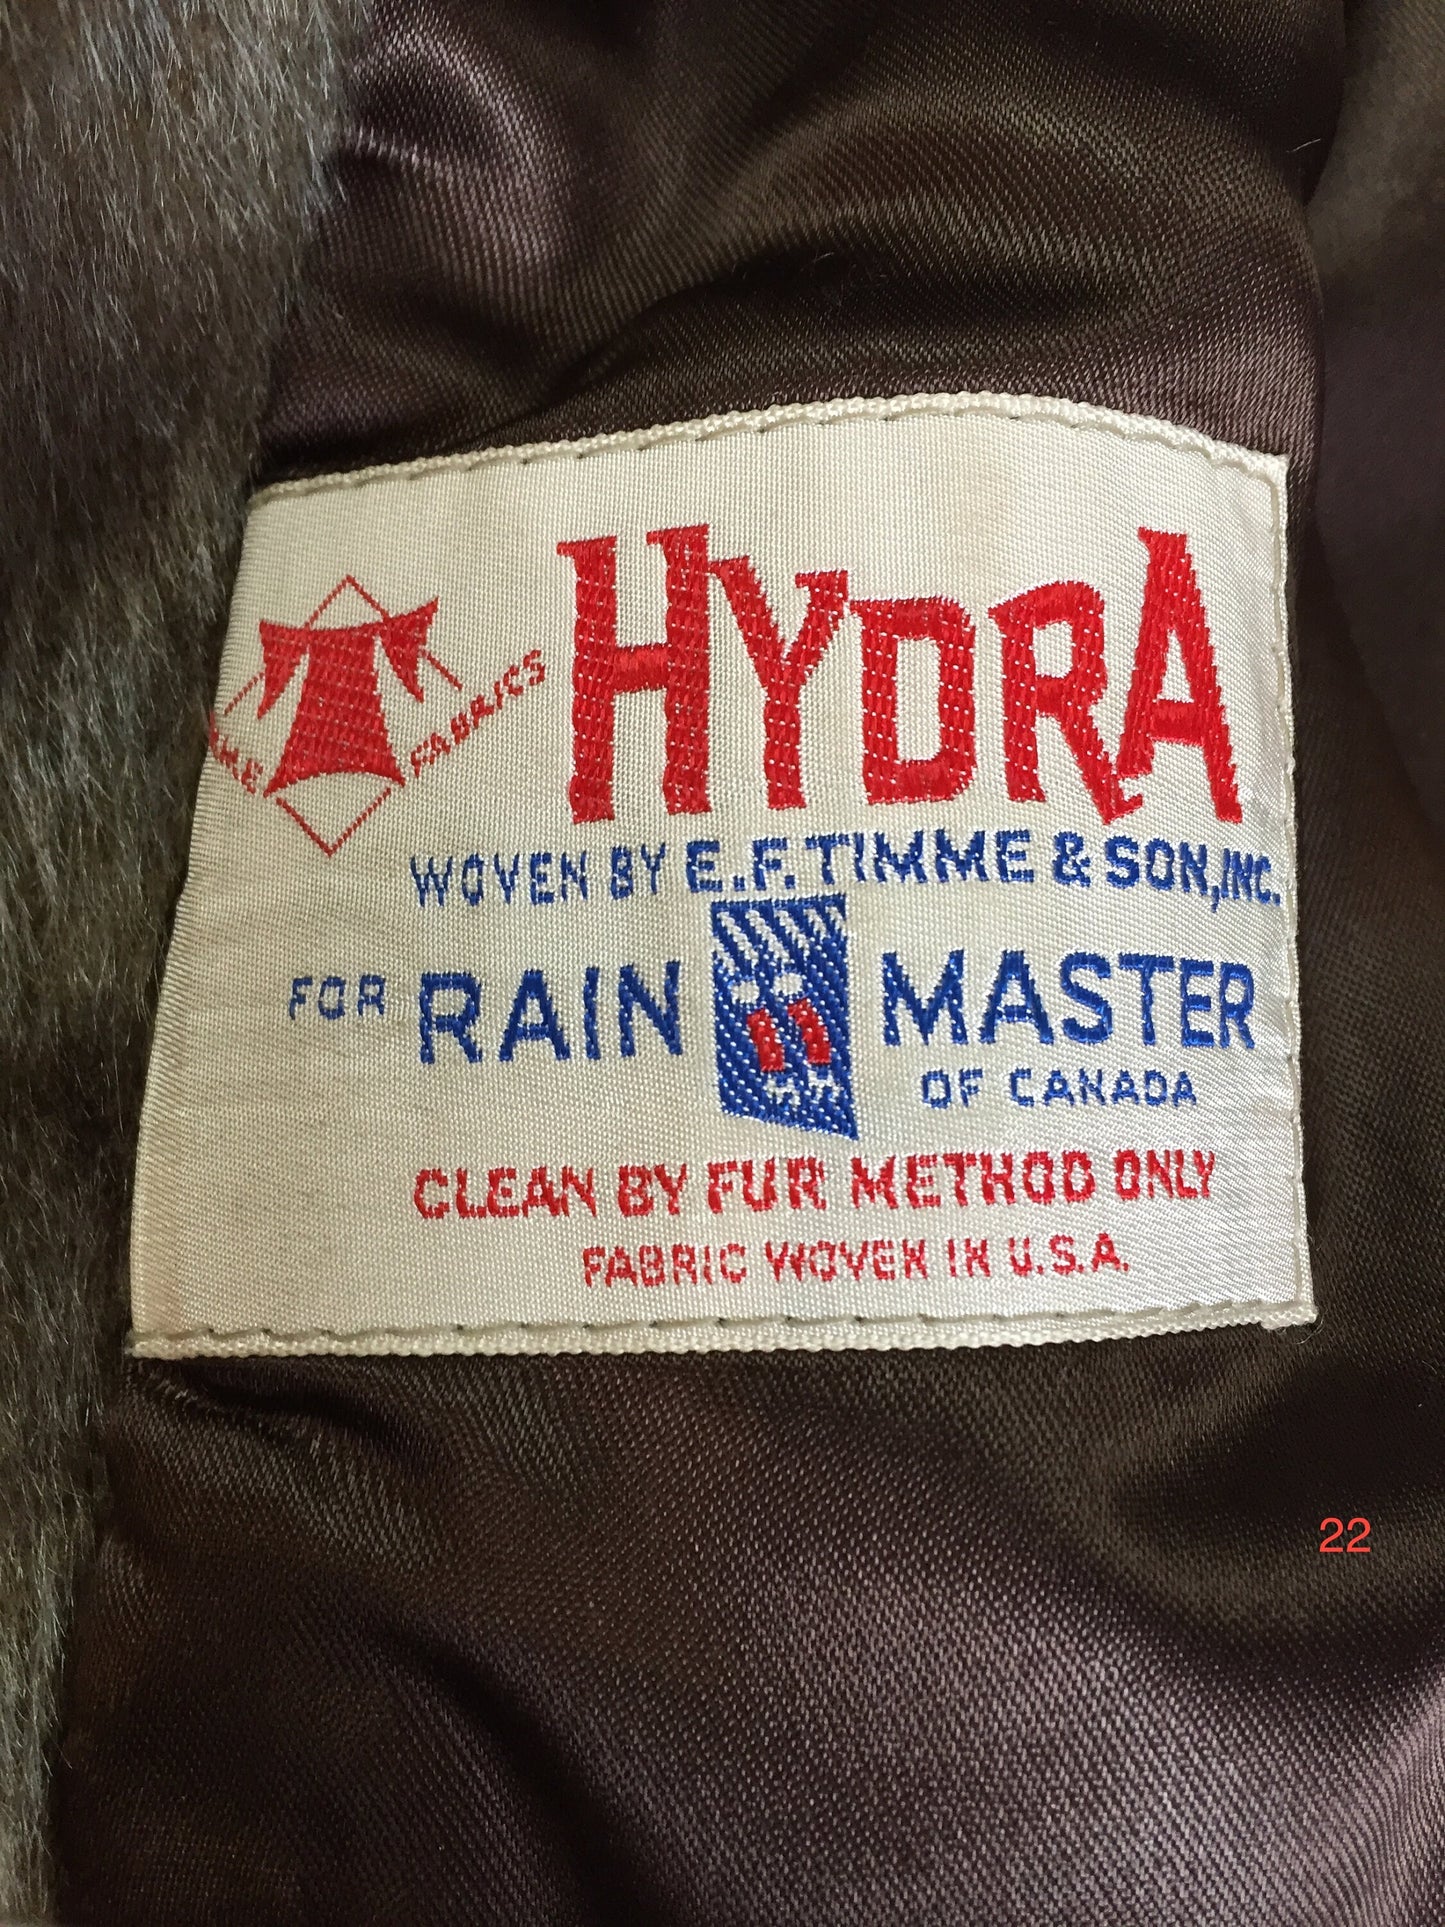 HYDRA
FABRICS
WOVEN BY E.F. TIMME & SON, INC.
FOR RAIN MASTER
OF CANADA
CLEAN BY FUR METHOD ONLY
FABRIC WOVEN IN U.S.A.
22